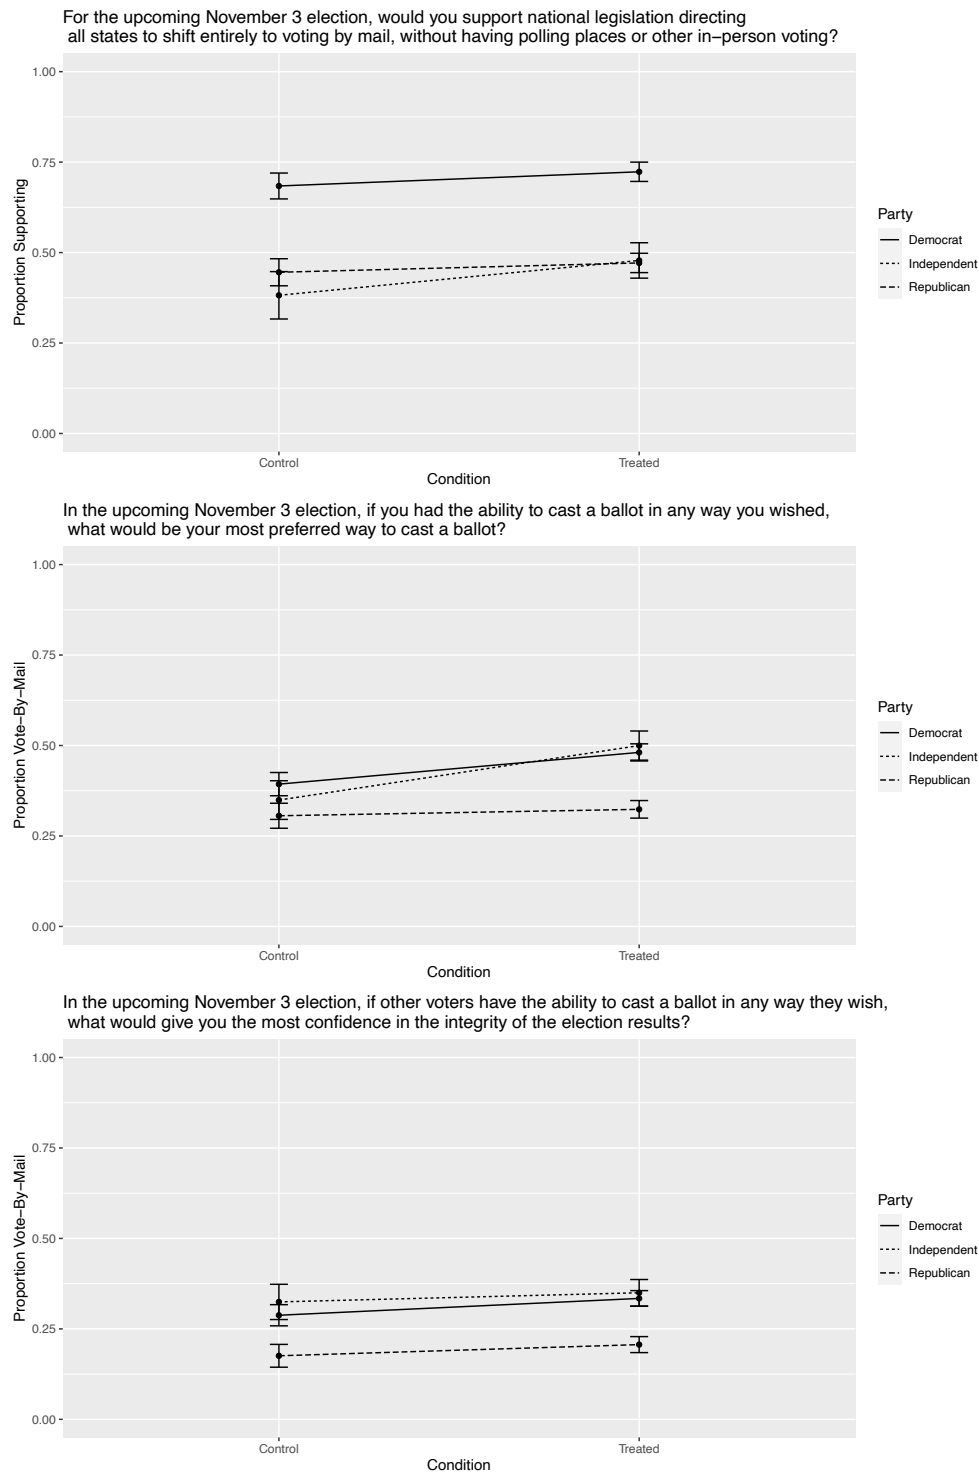 For the upcoming November 3 election, would you support national legislation directing
all states to shift entirely to voting by mail, without having polling places or other in−person voting?
1.00
0.75
0.50
0.25
0.00
Proportion Supporting
Control
Treated
Condition
Party
Democrat
Independent
Republican
In the upcoming November 3 election, if you had the ability to cast a ballot in any way you wished,
what would be your most preferred way to cast a ballot?
1.00
0.75
0.50
0.25
0.00
Proportion Vote−By−Mail
Control
Treated
Condition
Party
Democrat
Independent
Republican
In the upcoming November 3 election, if other voters have the ability to cast a ballot in any way they wish,
what would give you the most confidence in the integrity of the election results?
1.00
0.75
0.50
0.25
0.00
Proportion Vote−By−Mail
Control
Treated
Condition
Party
Democrat
Independent
Republican